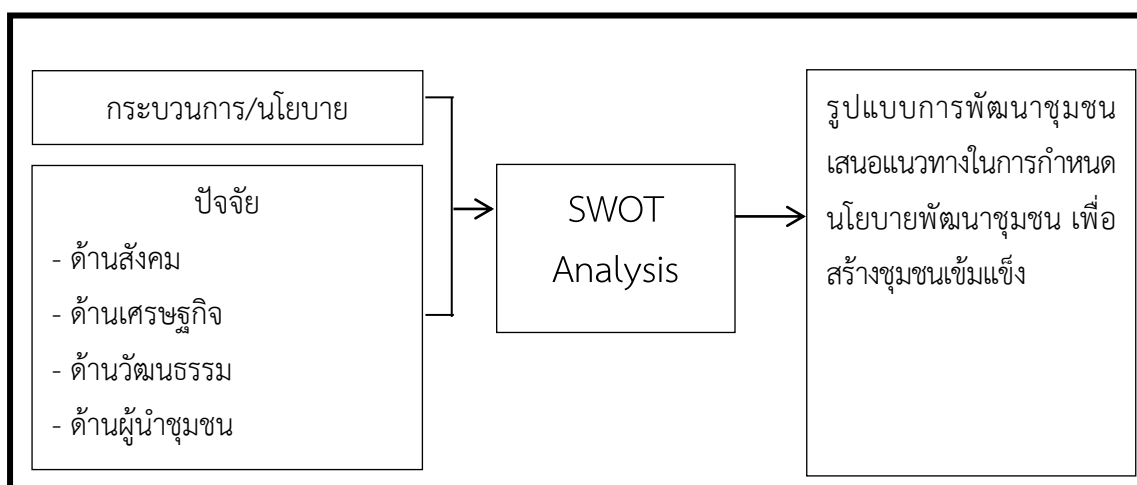 กระบวนการ/นโยบาย
ปัจจัย
- ด้านสังคม
- ด้านเศรษฐกิจ
- ด้านวัฒนธรรม
- ด้านผู้นำชุมชน
SWOT
Analysis
รูปแบบการพัฒนาชุมชน
เสนอแนวทางในการกำหนด
นโยบายพัฒนาชุมชน เพื่อ
สร้างชุมชนเข้มแข็ง